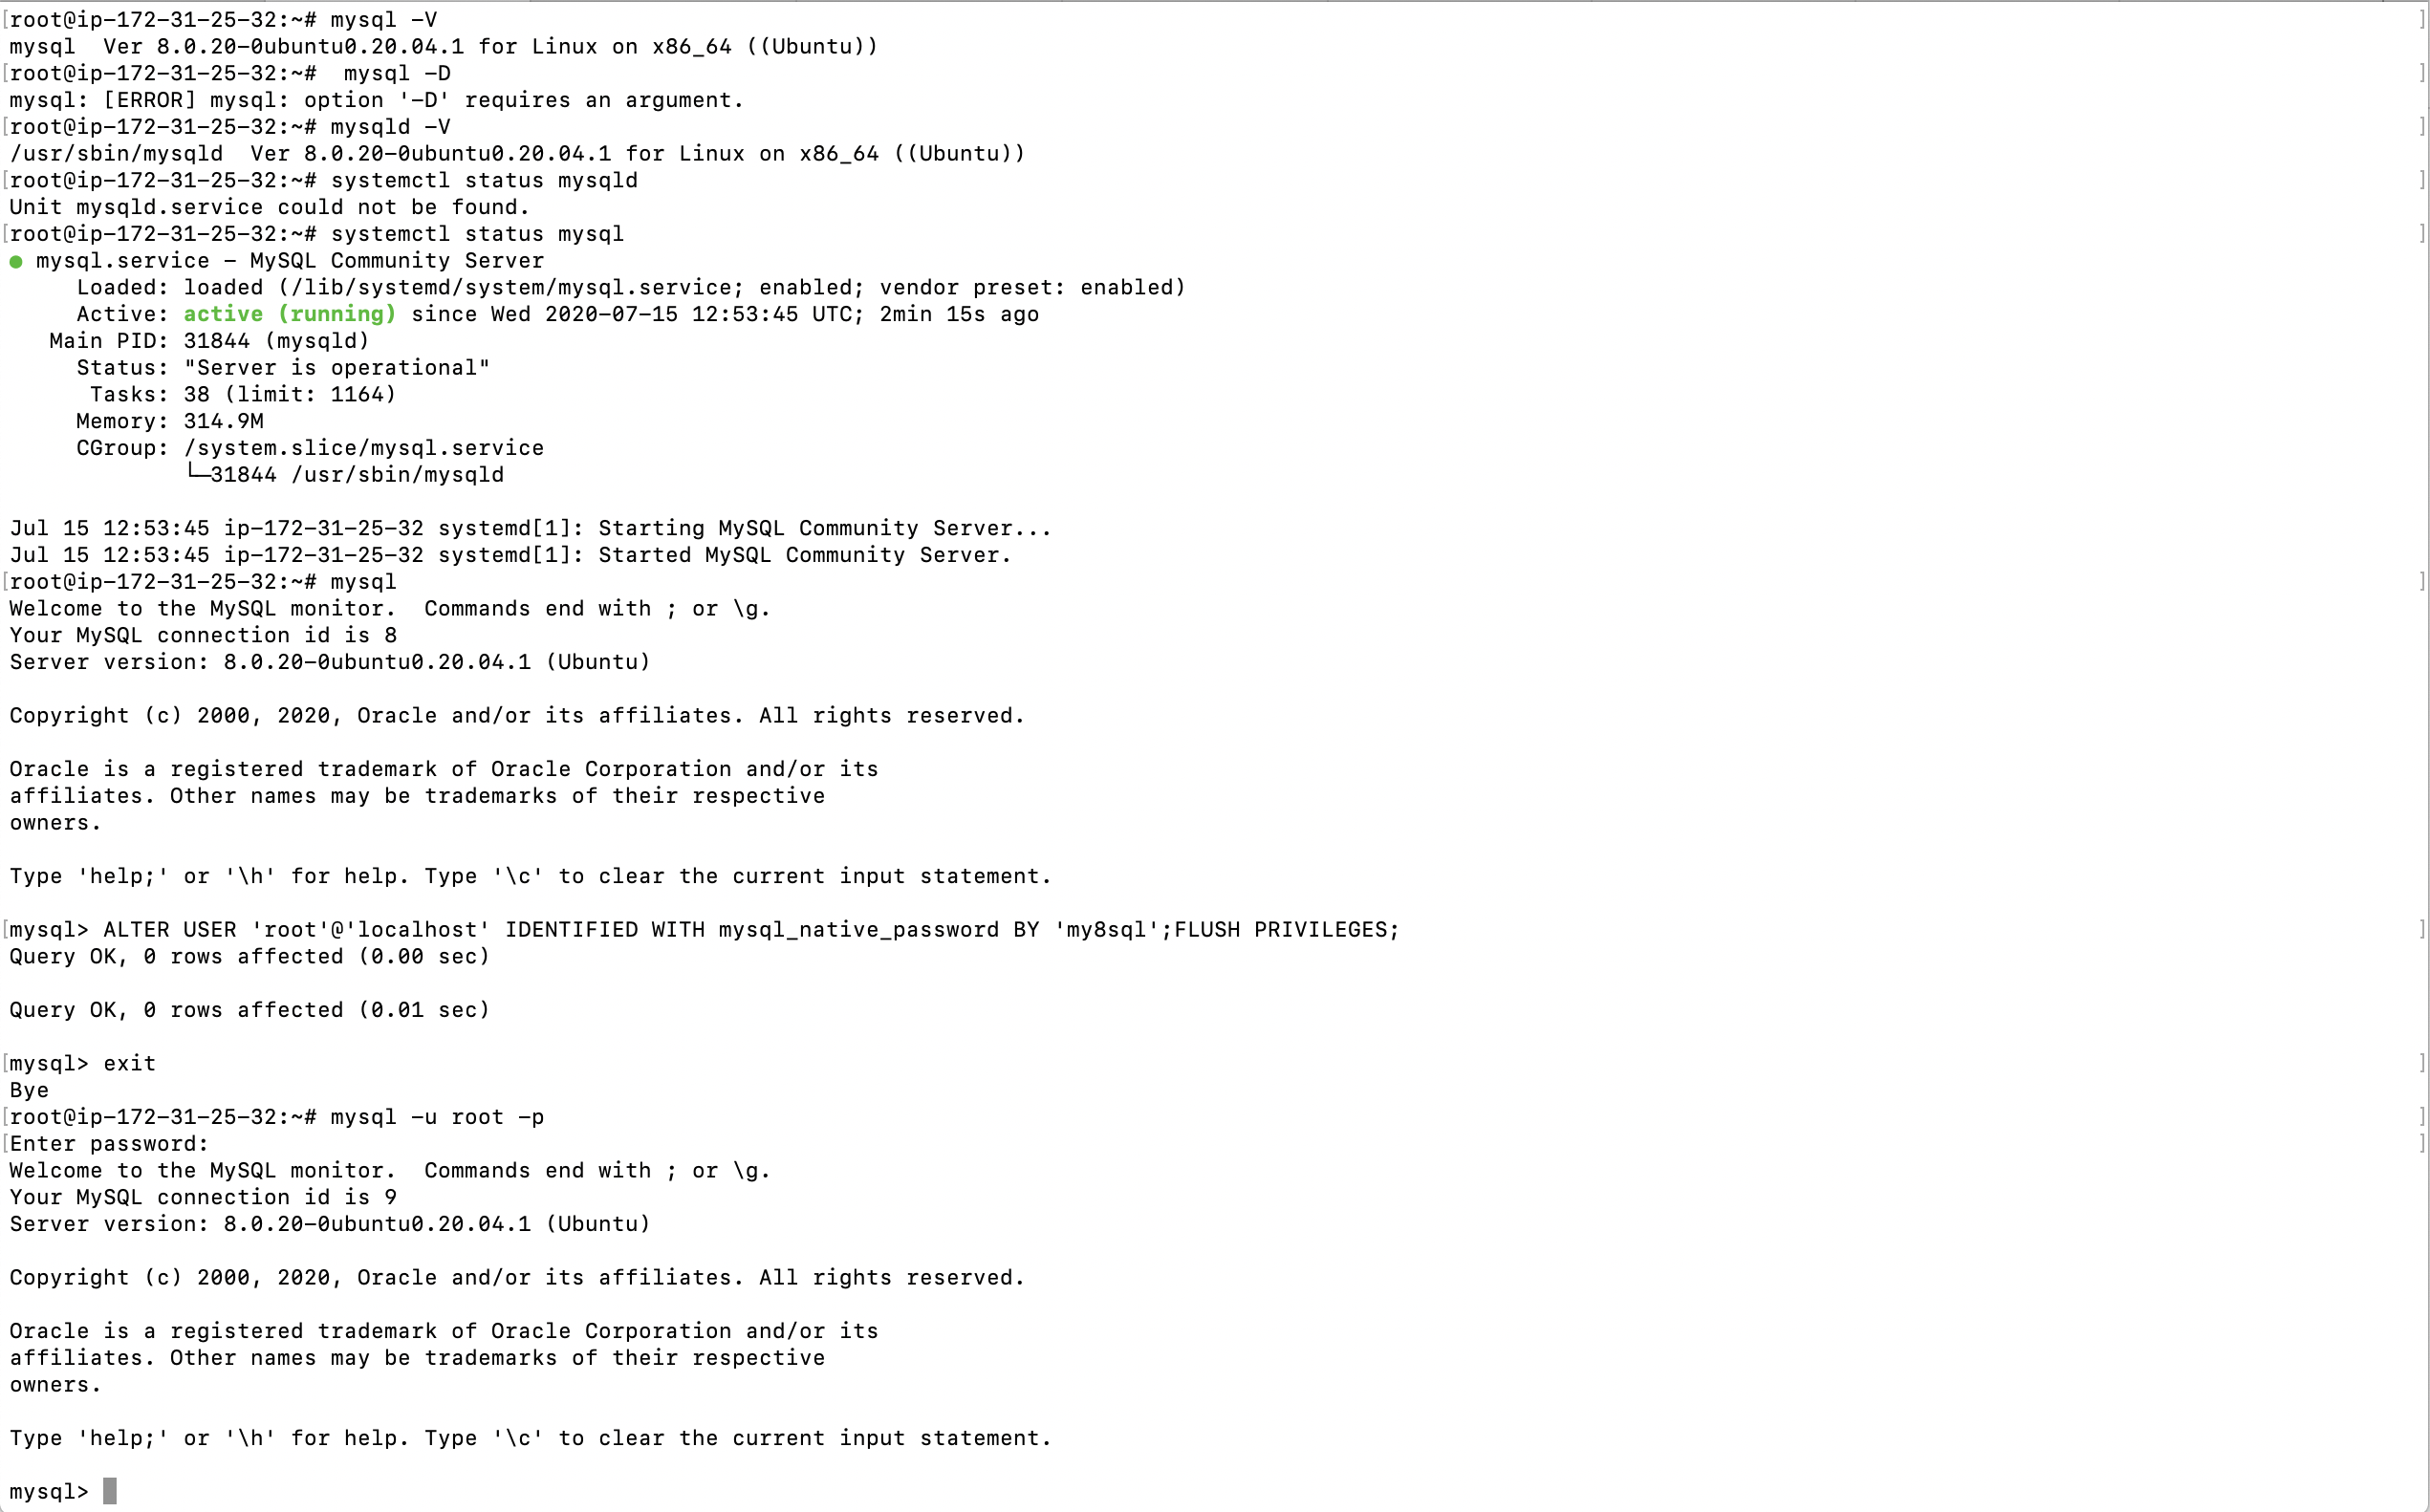 [root@ip-172-31-25-32:~# mysql -V ]
mysql  Ver 8.0.20-0ubuntu0.20.04.1 for Linux on x86_64 ((Ubuntu))
[root@ip-172-31-25-32:~#  mysql -D ]
mysql: [ERROR] mysql: option '-D' requires an argument.
[root@ip-172-31-25-32:~# mysqld -V ]
/usr/sbin/mysqld  Ver 8.0.20-0ubuntu0.20.04.1 for Linux on x86_64 ((Ubuntu))
[root@ip-172-31-25-32:~# systemctl status mysqld ]
Unit mysqld.service could not be found.
[root@ip-172-31-25-32:~# systemctl status mysql ]
● mysql.service - MySQL Community Server
     Loaded: loaded (/lib/systemd/system/mysql.service; enabled; vendor preset: enabled)
     Active: active (running) since Wed 2020-07-15 12:53:45 UTC; 2min 15s ago
   Main PID: 31844 (mysqld)
     Status: "Server is operational"
      Tasks: 38 (limit: 1164)
     Memory: 314.9M
     CGroup: /system.slice/mysql.service
             └─31844 /usr/sbin/mysqld
Jul 15 12:53:45 ip-172-31-25-32 systemd[1]: Starting MySQL Community Server...
Jul 15 12:53:45 ip-172-31-25-32 systemd[1]: Started MySQL Community Server.
[root@ip-172-31-25-32:~# mysql ]
Welcome to the MySQL monitor.  Commands end with ; or \g.
Your MySQL connection id is 8
Server version: 8.0.20-0ubuntu0.20.04.1 (Ubuntu)
Copyright (c) 2000, 2020, Oracle and/or its affiliates. All rights reserved.
Oracle is a registered trademark of Oracle Corporation and/or its
affiliates. Other names may be trademarks of their respective
owners.
Type 'help;' or '\h' for help. Type '\c' to clear the current input statement.
[mysql> ALTER USER 'root'@'localhost' IDENTIFIED WITH mysql_native_password BY 'my8sql';FLUSH PRIVILEGES; ]
Query OK, 0 rows affected (0.00 sec)
Query OK, 0 rows affected (0.01 sec)
[mysql> exit ]
Bye
[root@ip-172-31-25-32:~# mysql -u root -p ]
[Enter password: ]
Welcome to the MySQL monitor.  Commands end with ; or \g.
Your MySQL connection id is 9
Server version: 8.0.20-0ubuntu0.20.04.1 (Ubuntu)
Copyright (c) 2000, 2020, Oracle and/or its affiliates. All rights reserved.
Oracle is a registered trademark of Oracle Corporation and/or its
affiliates. Other names may be trademarks of their respective
owners.
Type 'help;' or '\h' for help. Type '\c' to clear the current input statement.
mysql>